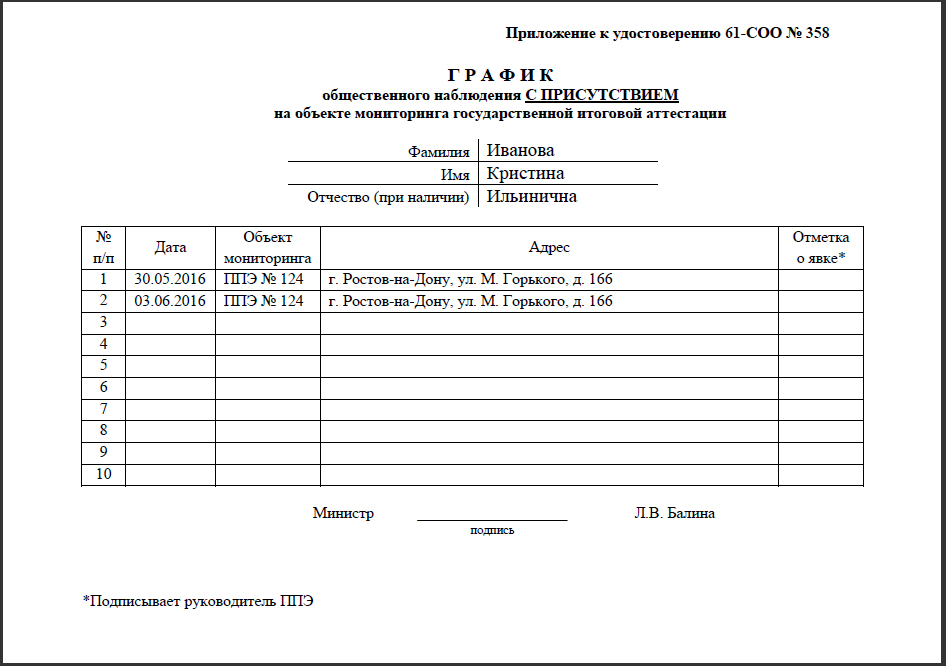 Приложение к удостоверению 61-СОО № 358
Г Р А Ф И К
общественного наблюдения С ПРИСУТСТВИЕМ
на объекте мониторинга государственной итоговой аттестации
Фамилия Иванова
Имя Кристина
Отчество (при наличии) Ильинична
№ п/п Дата Объект мониторинга Адрес Отметка о явке*
1 30.05.2016 ППЭ № 124 г. Ростов-на-Дону, ул. М. Горького, д. 166
2 03.06.2016 ППЭ № 124 г. Ростов-на-Дону, ул. М. Горького, д. 166
3
4
5
6
7
8
9
10
Министр Л.В. Балина
подпись
*Подписывает руководитель ППЭ